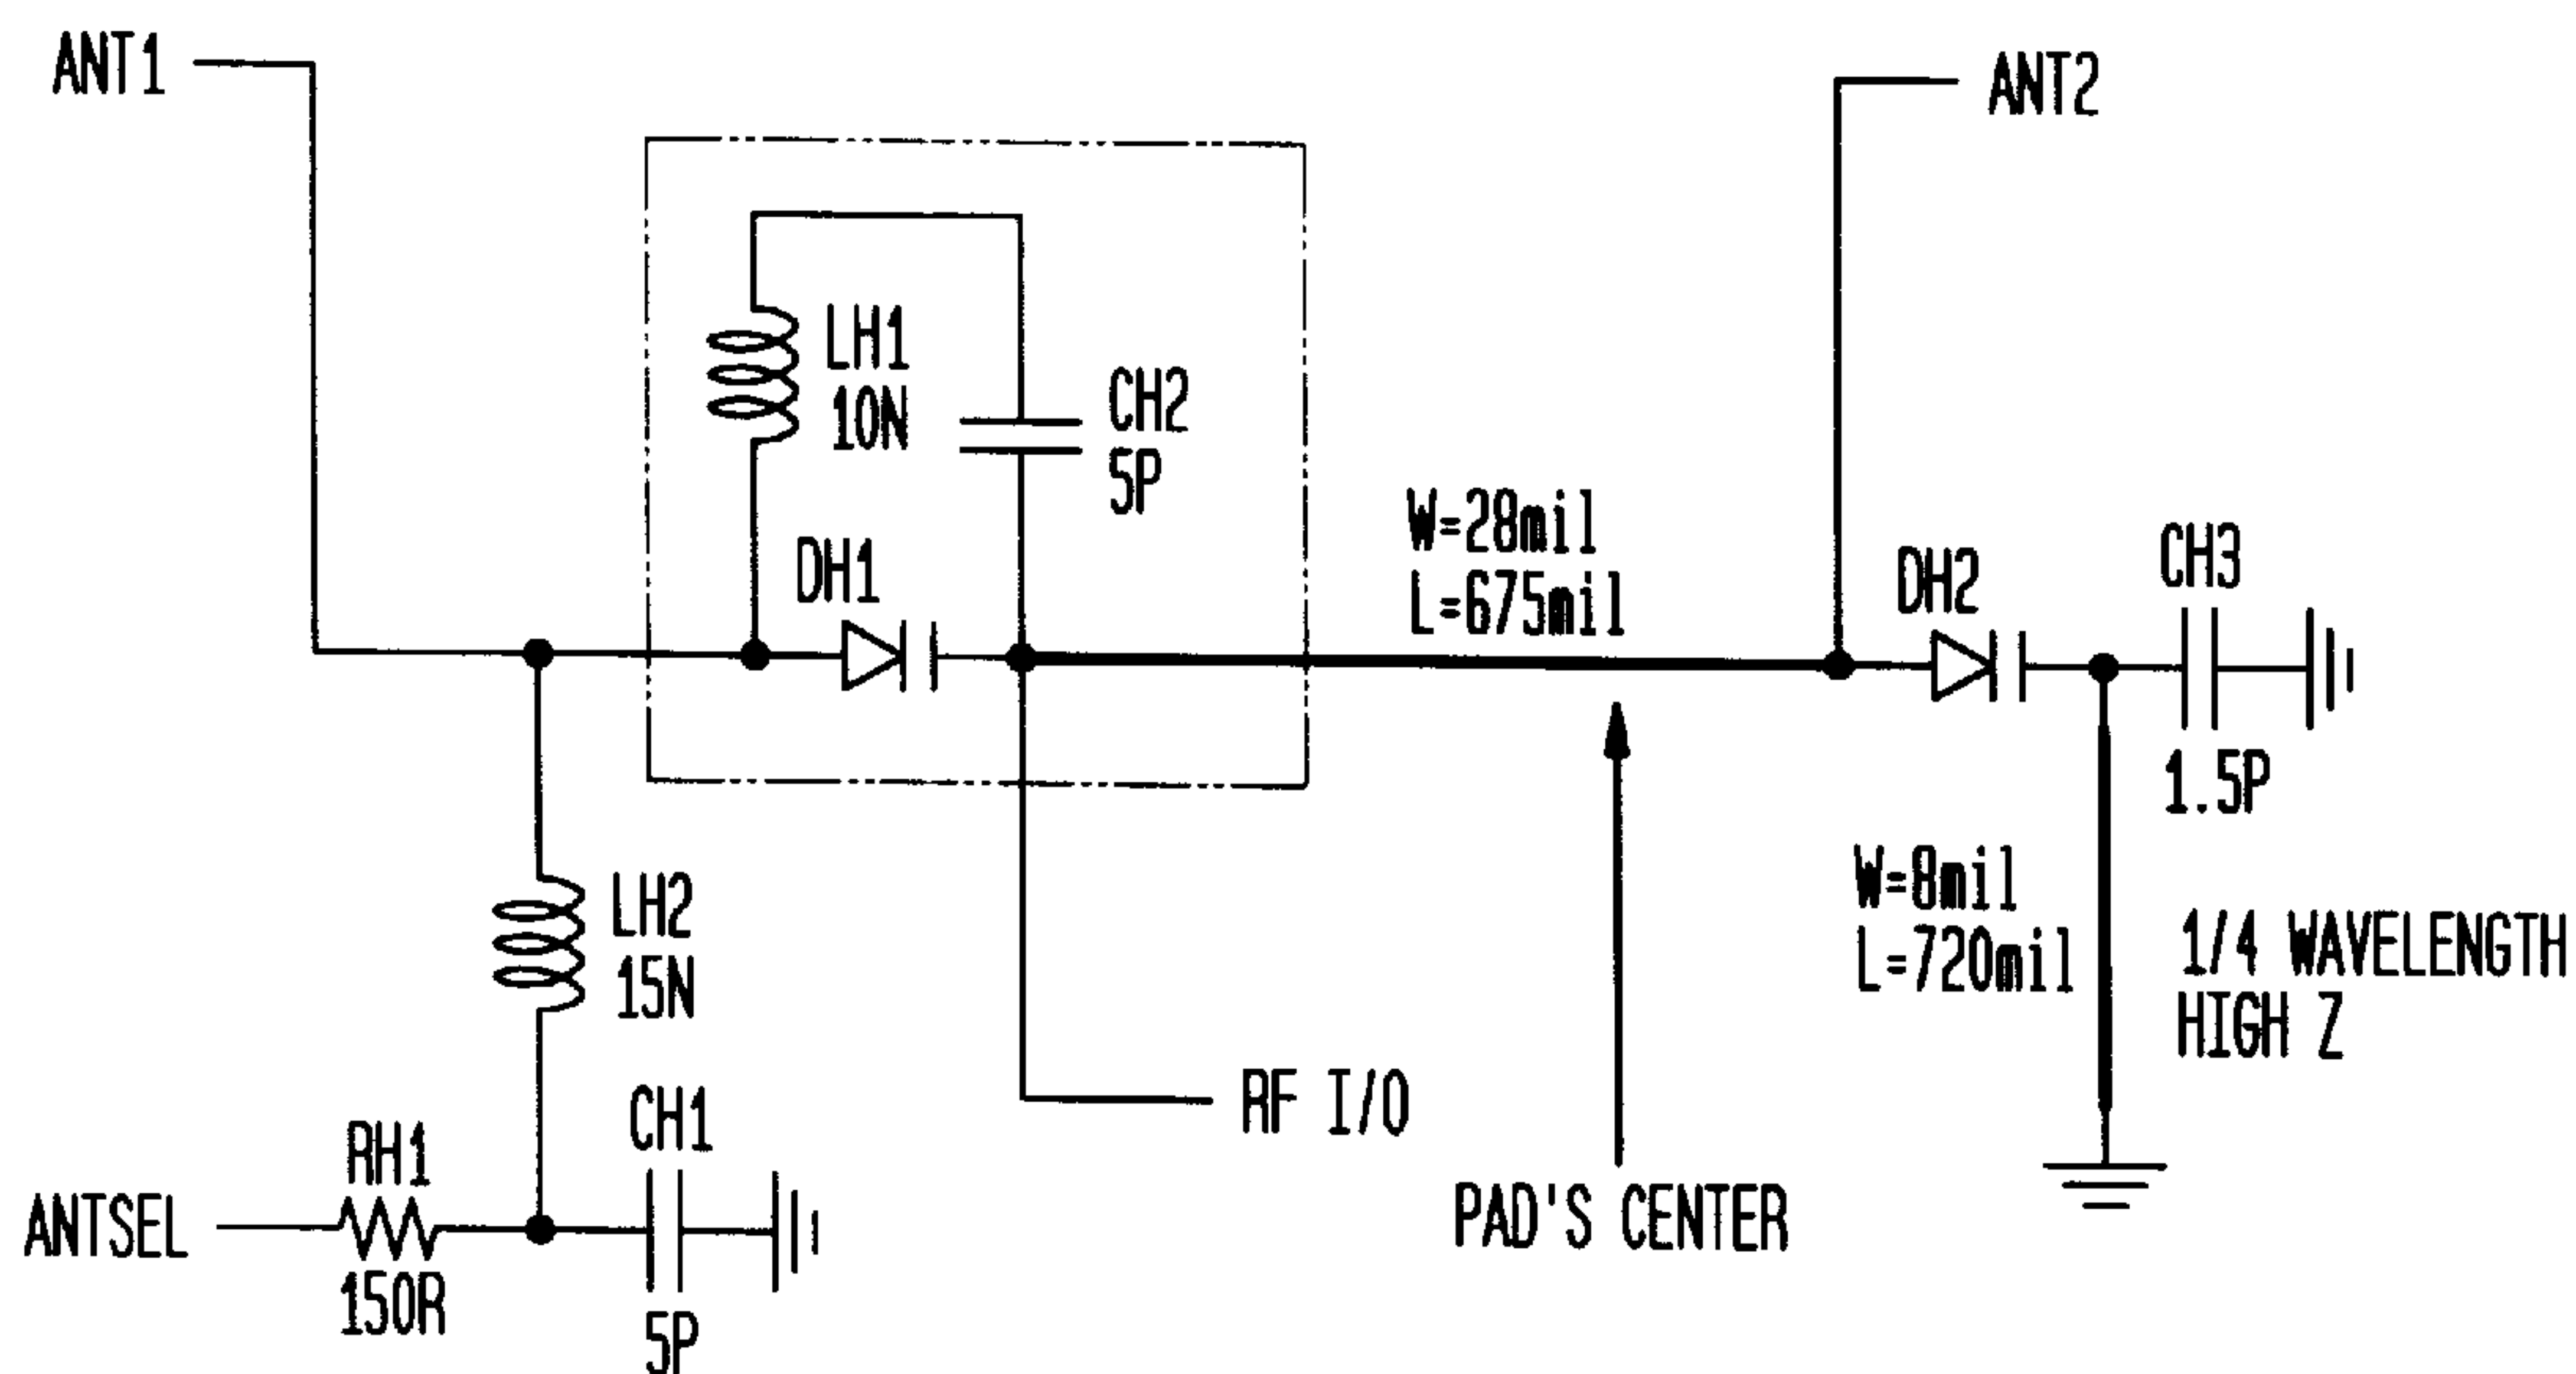 ANT1
ANT2
LH1
10N
CH2
5P
DH1
W=28mil
L=675mil
DH2
CH3
1.5P
W=8mil
L=720mil
1/4 WAVELENGTH
HIGH Z
LH2
15N
RF I/O
PAD'S CENTER
CH1
5P
RH1
150R
ANTSEL